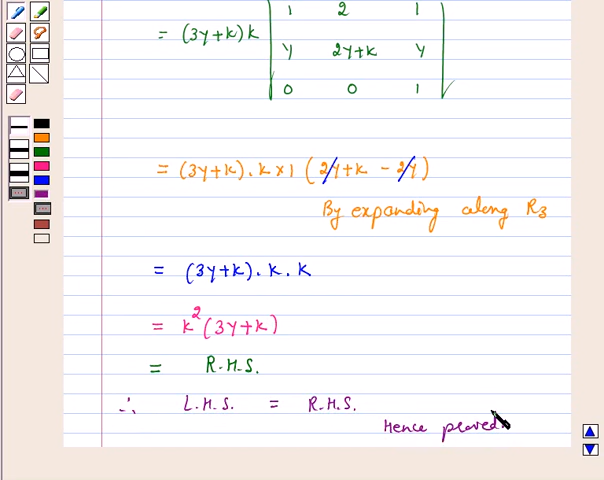 1 2 1
= (3y+k)k
y 2y+k y
0 0 1
= (3y+k).k×1 (2y+k - 2y)
By expanding along R3
= (3y+k).k.k
= k²(3y+k)
= R.H.S.
∴ L.H.S. = R.H.S.
Hence proved